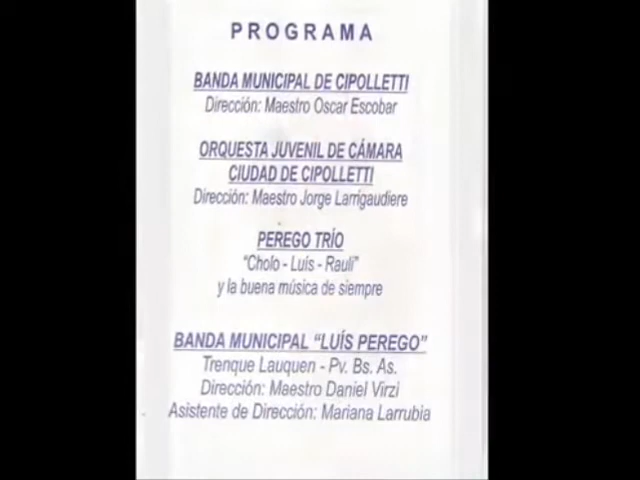 PROGRAMA
BANDA MUNICIPAL DE CIPOLLETTI
Dirección: Maestro Oscar Escobar
ORQUESTA JUVENIL DE CÁMARA
CIUDAD DE CIPOLLETTI
Dirección: Maestro Jorge Larrigaudiere
PEREGO TRÍO
"Cholo - Luís - Rauli"
y la buena música de siempre
BANDA MUNICIPAL "LUÍS PEREGO"
Trenque Lauquen - Pv. Bs. As.
Dirección: Maestro Daniel Virzi
Asistente de Dirección: Mariana Larrubia